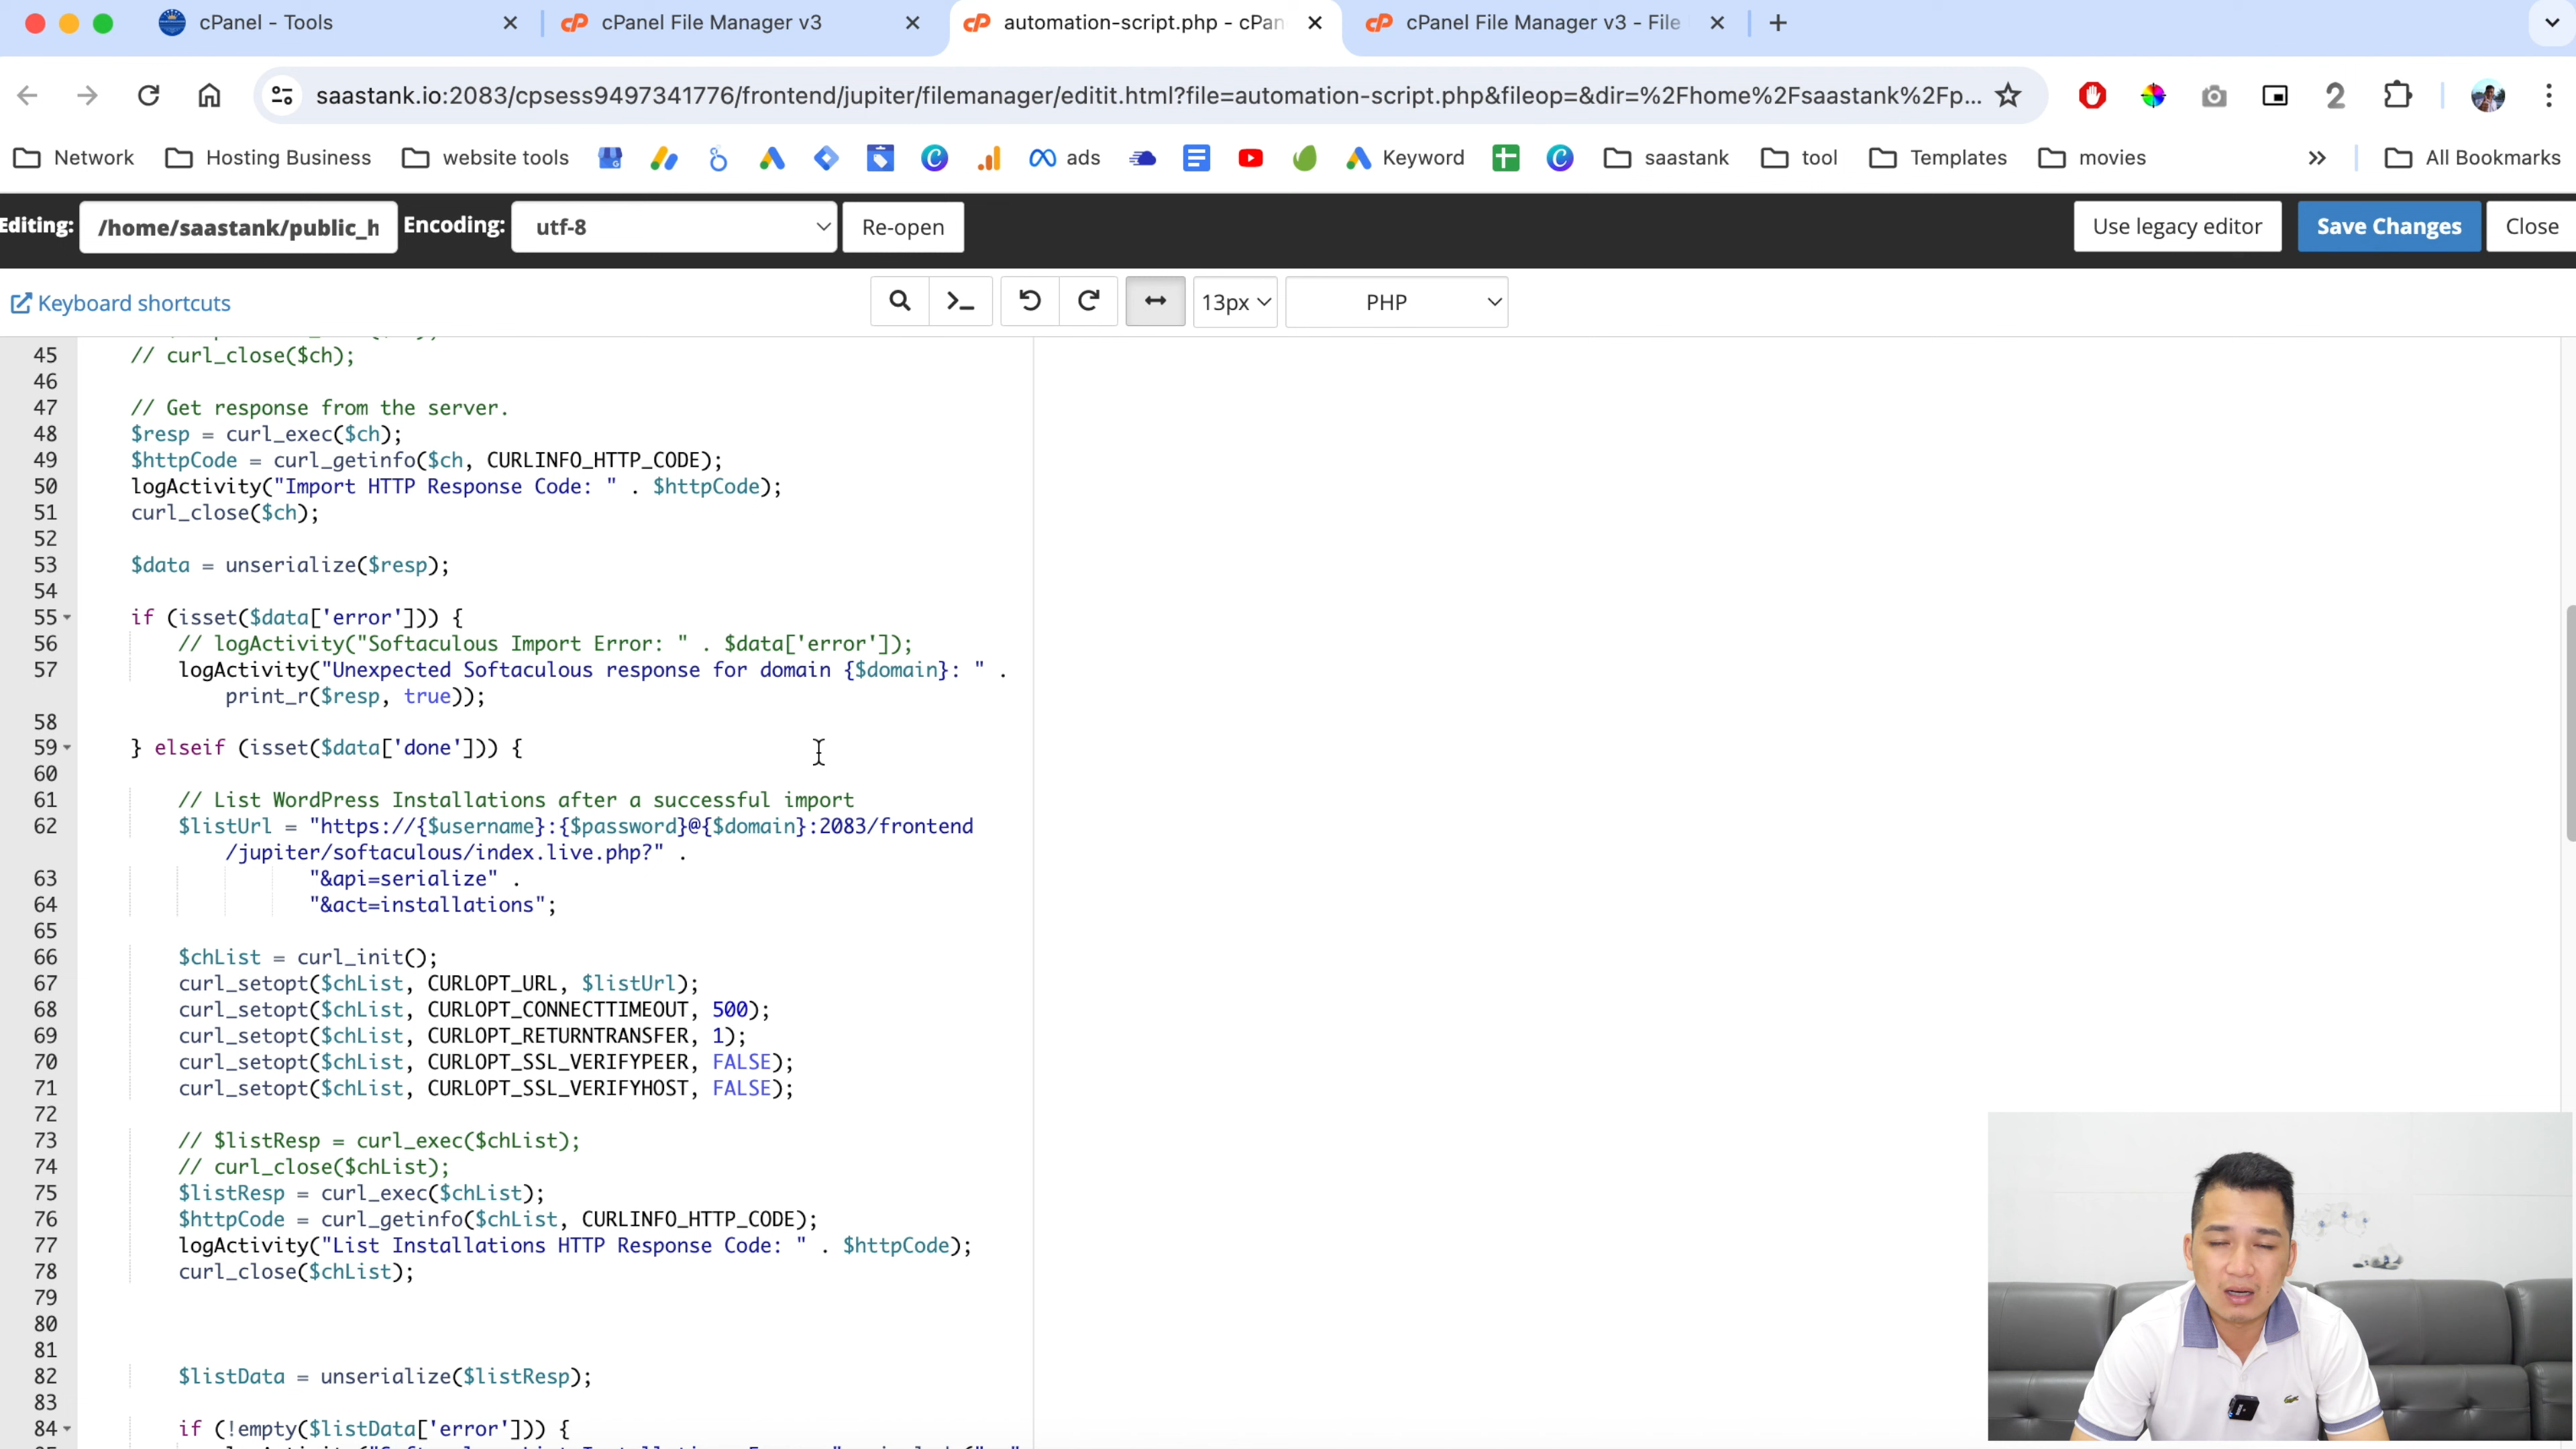 cPanel - Tools
cPanel File Manager v3
automation-script.php - cPan
cPanel File Manager v3 - File
saastank.io:2083/cpsess9497341776/frontend/jupiter/filemanager/editit.html?file=automation-script.php&fileop=&dir=%2Fhome%2Fsaastank%2Fp...
Network
Hosting Business
website tools
ads
Keyword
saastank
tool
Templates
movies
All Bookmarks
Editing:
/home/saastank/public_h
Encoding:
utf-8
Re-open
Use legacy editor
Save Changes
Close
Keyboard shortcuts
13px
PHP
45 // curl_close($ch);
46
47 // Get response from the server.
48 $resp = curl_exec($ch);
49 $httpCode = curl_getinfo($ch, CURLINFO_HTTP_CODE);
50 logActivity("Import HTTP Response Code: " . $httpCode);
51 curl_close($ch);
52
53 $data = unserialize($resp);
54
55 if (isset($data['error'])) {
56 // logActivity("Softaculous Import Error: " . $data['error']);
57 logActivity("Unexpected Softaculous response for domain {$domain}: " .
print_r($resp, true));
58
59 } elseif (isset($data['done'])) {
60
61 // List WordPress Installations after a successful import
62 $listUrl = "https://{$username}:{$password}@{$domain}:2083/frontend
/jupiter/softaculous/index.live.php?" .
63 "&api=serialize" .
64 "&act=installations";
65
66 $chList = curl_init();
67 curl_setopt($chList, CURLOPT_URL, $listUrl);
68 curl_setopt($chList, CURLOPT_CONNECTTIMEOUT, 500);
69 curl_setopt($chList, CURLOPT_RETURNTRANSFER, 1);
70 curl_setopt($chList, CURLOPT_SSL_VERIFYPEER, FALSE);
71 curl_setopt($chList, CURLOPT_SSL_VERIFYHOST, FALSE);
72
73 // $listResp = curl_exec($chList);
74 // curl_close($chList);
75 $listResp = curl_exec($chList);
76 $httpCode = curl_getinfo($chList, CURLINFO_HTTP_CODE);
77 logActivity("List Installations HTTP Response Code: " . $httpCode);
78 curl_close($chList);
79
80
81
82 $listData = unserialize($listResp);
83
84 if (!empty($listData['error'])) {